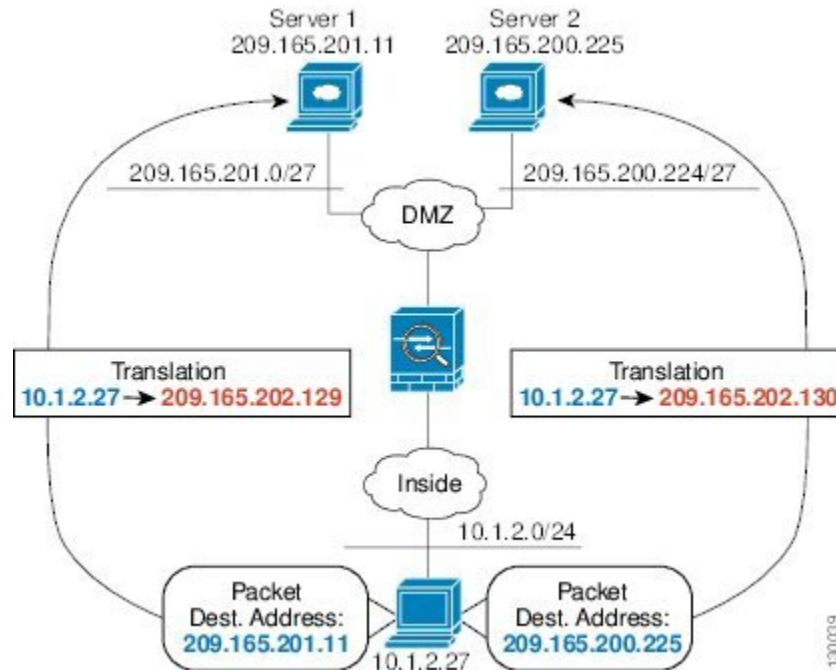 Server 1
209.165.201.11
Server 2
209.165.200.225
209.165.201.0/27
209.165.200.224/27
DMZ
Translation
10.1.2.27 → 209.165.202.129
Translation
10.1.2.27 → 209.165.202.130
Inside
10.1.2.0/24
Packet
Dest. Address:
209.165.201.11
Packet
Dest. Address:
209.165.200.225
10.1.2.27